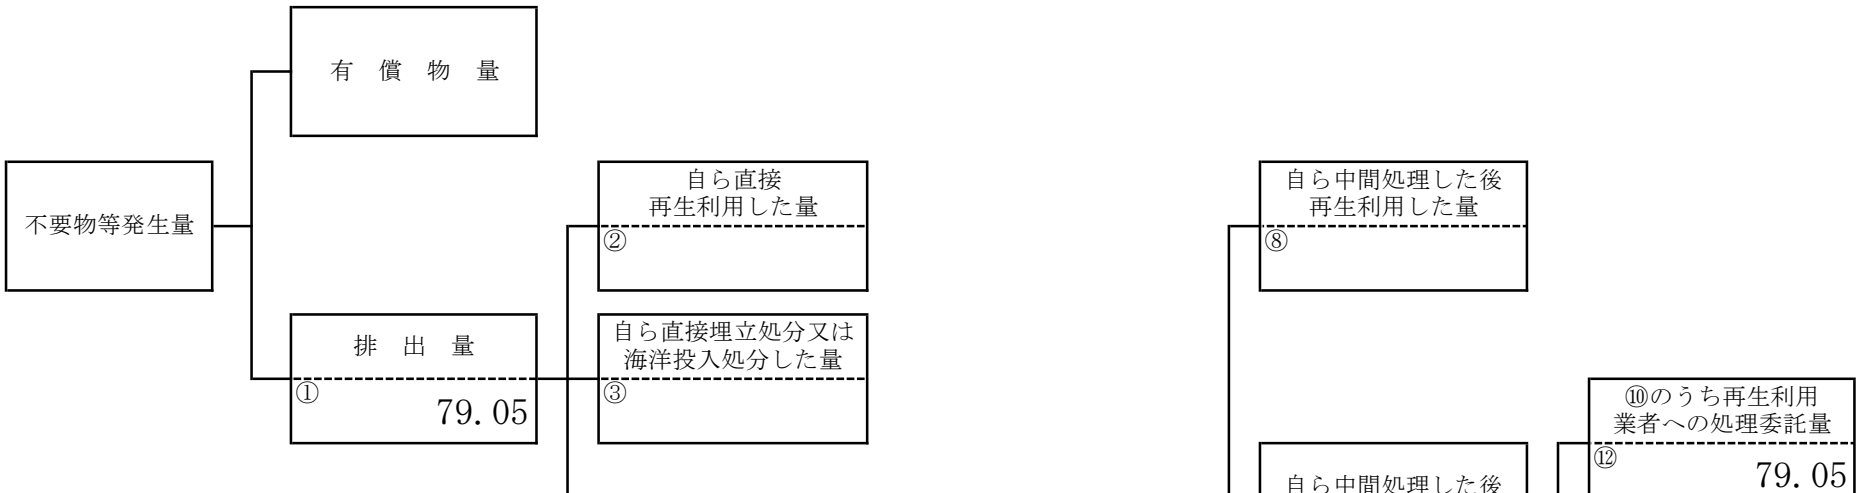 有 償 物 量
不要物等発生量
自ら直接
再生利用した量
②
自ら中間処理した後
再生利用した量
⑧
排 出 量
①
79.05
自ら直接埋立処分又は
海洋投入処分した量
③
⑩のうち再生利用
業者への処理委託量
⑫
79.05
自ら中間処理した後